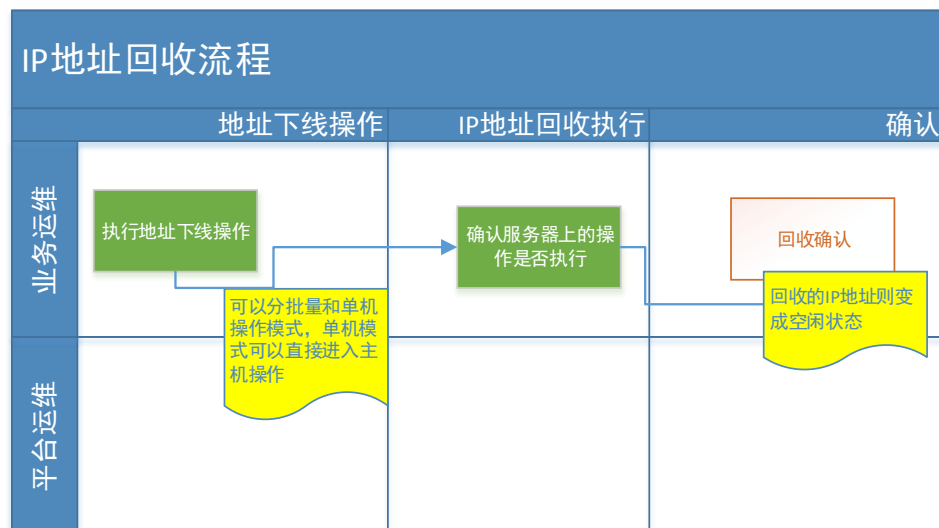 IP地址回收流程
地址下线操作
IP地址回收执行
确认
业务运维
执行地址下线操作
确认服务器上的操
作是否执行
回收确认
可以分批量和单机
操作模式，单机模
式可以直接进入主
机操作
回收的IP地址则变
成空闲状态
平台运维